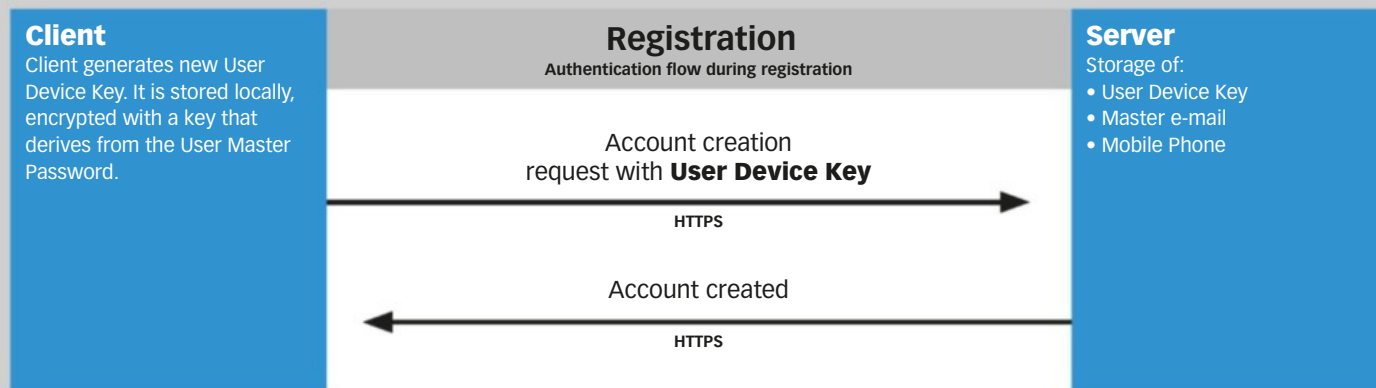 Client
Client generates new User
Device Key. It is stored locally,
encrypted with a key that
derives from the User Master
Password.
Registration
Authentication flow during registration
Account creation
request with User Device Key
HTTPS
Account created
HTTPS
Server
Storage of:
• User Device Key
• Master e-mail
• Mobile Phone